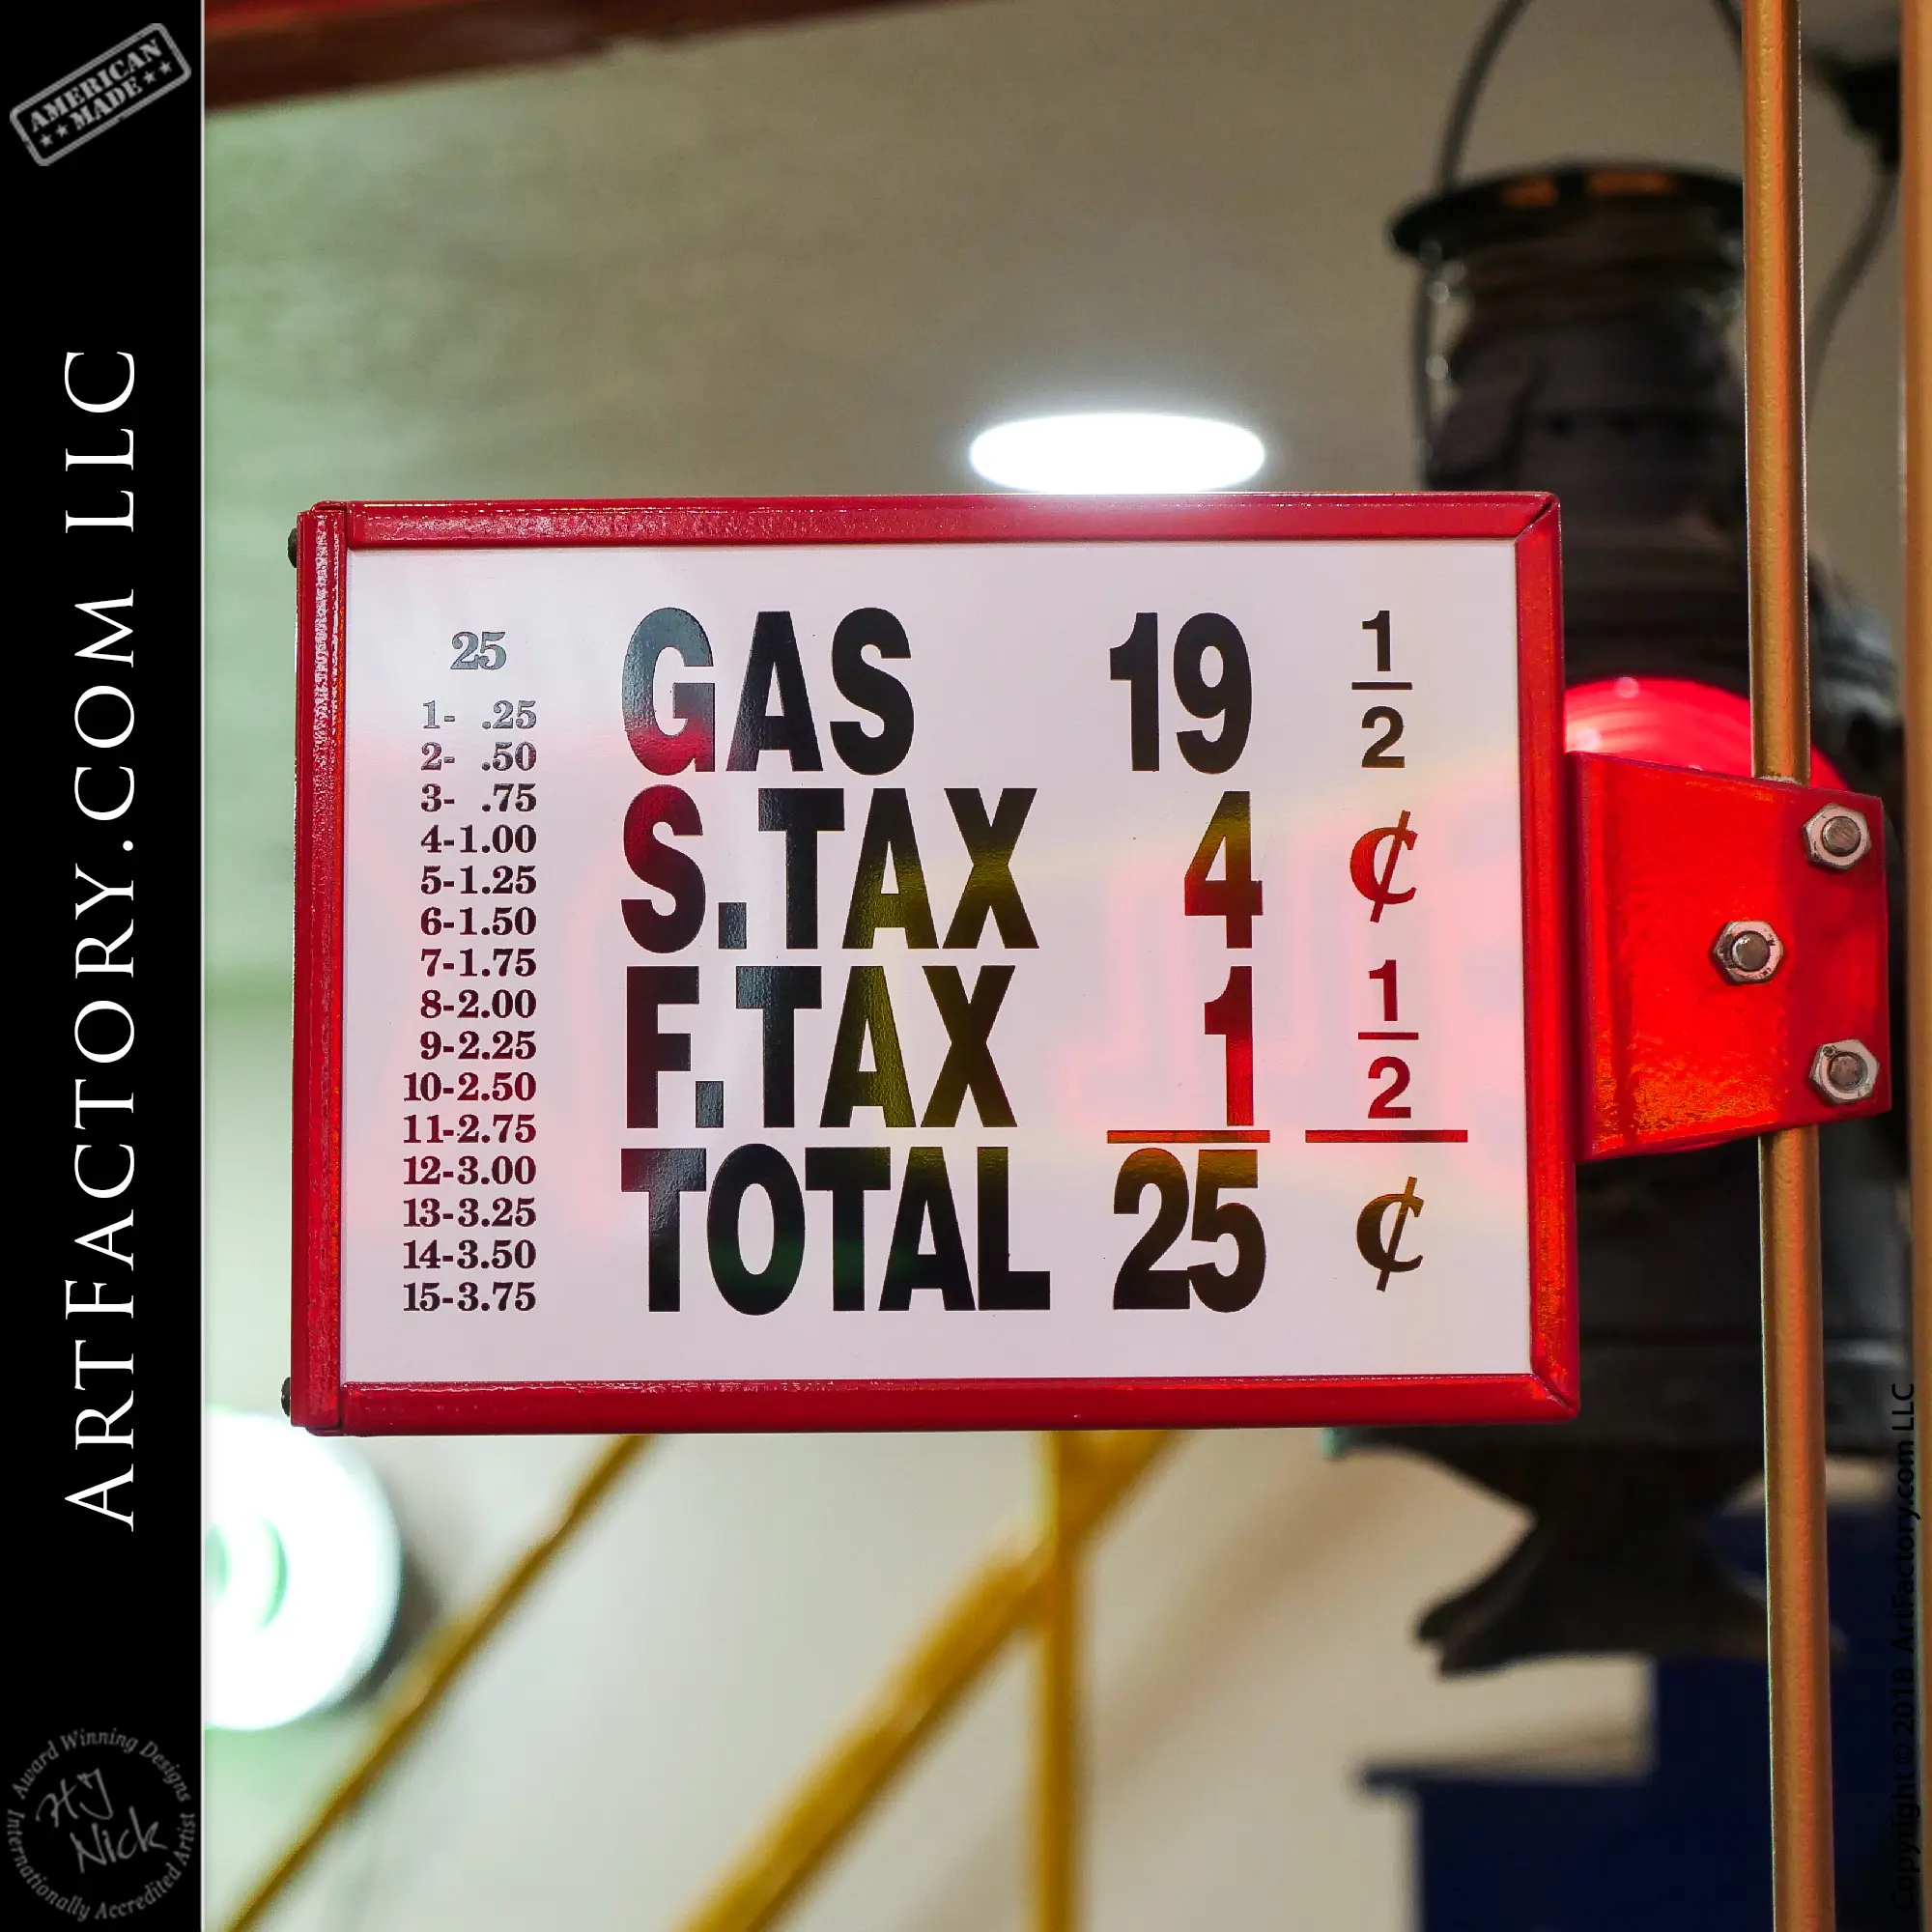 AMERICAN
★★ MADE ★★
ARTFACTORY.COM LLC
Award Winning Designs
HJ
Nick
Internationally Accredited Artist
25
1- .25
2- .50
3- .75
4-1.00
5-1.25
6-1.50
7-1.75
8-2.00
9-2.25
10-2.50
11-2.75
12-3.00
13-3.25
14-3.50
15-3.75
GAS 19 1/2
S.TAX 4 ¢
F.TAX 1 1/2
TOTAL 25 ¢
Copyright © 2018 ArtFactory.com LLC